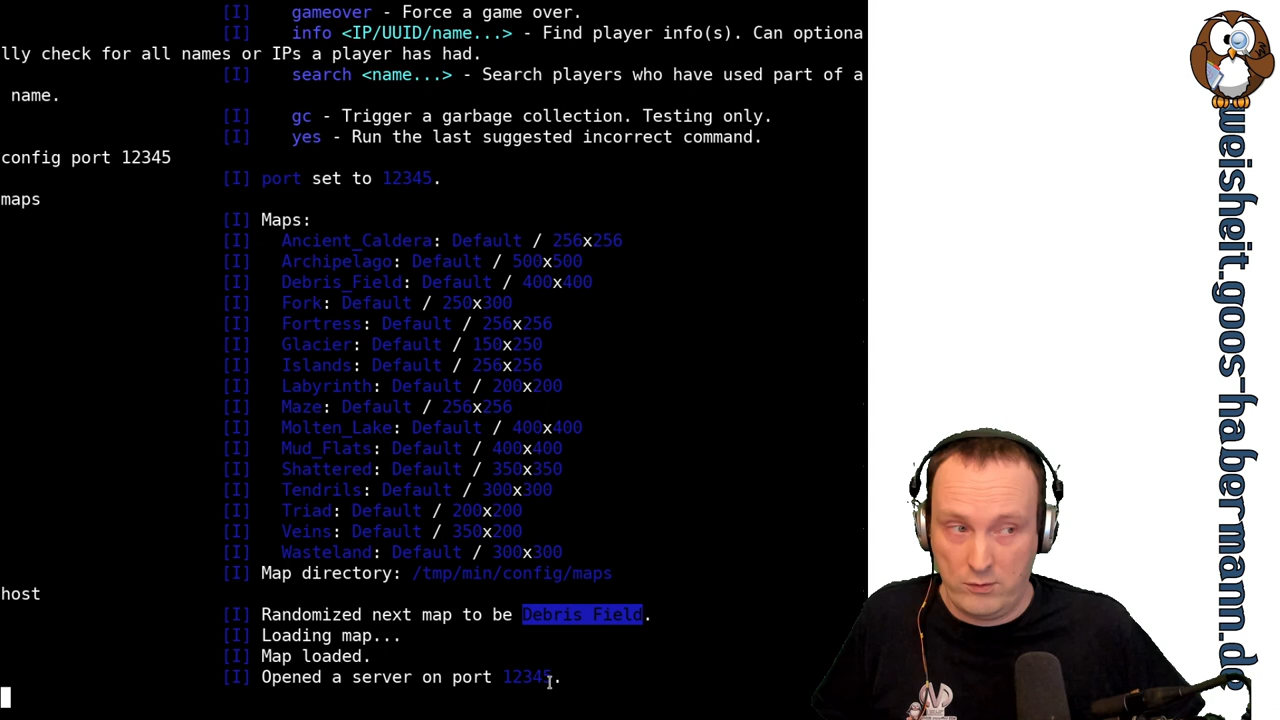 [I] gameover - Force a game over.
[I] info <IP/UUID/name...> - Find player info(s). Can optiona
lly check for all names or IPs a player has had.
[I] search <name...> - Search players who have used part of a
name.
[I] gc - Trigger a garbage collection. Testing only.
[I] yes - Run the last suggested incorrect command.
config port 12345
[I] port set to 12345.
maps
[I] Maps:
[I] Ancient_Caldera: Default / 256x256
[I] Archipelago: Default / 500x500
[I] Debris_Field: Default / 400x400
[I] Fork: Default / 250x300
[I] Fortress: Default / 256x256
[I] Glacier: Default / 150x250
[I] Islands: Default / 256x256
[I] Labyrinth: Default / 200x200
[I] Maze: Default / 256x256
[I] Molten_Lake: Default / 400x400
[I] Mud_Flats: Default / 400x400
[I] Shattered: Default / 350x350
[I] Tendrils: Default / 300x300
[I] Triad: Default / 200x200
[I] Veins: Default / 350x200
[I] Wasteland: Default / 300x300
[I] Map directory: /tmp/min/config/maps
host
[I] Randomized next map to be Debris Field.
[I] Loading map...
[I] Map loaded.
[I] Opened a server on port 12345.
weisheit.goos-habermann.de